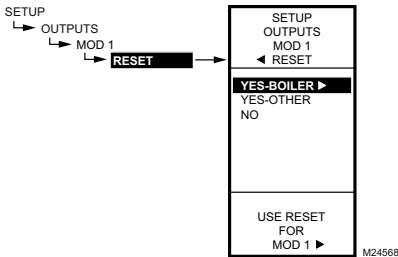 SETUP
OUTPUTS
MOD 1
RESET
SETUP
OUTPUTS
MOD 1
◄ RESET
YES-BOILER ►
YES-OTHER
NO
USE RESET
FOR
MOD 1 ►
M24568